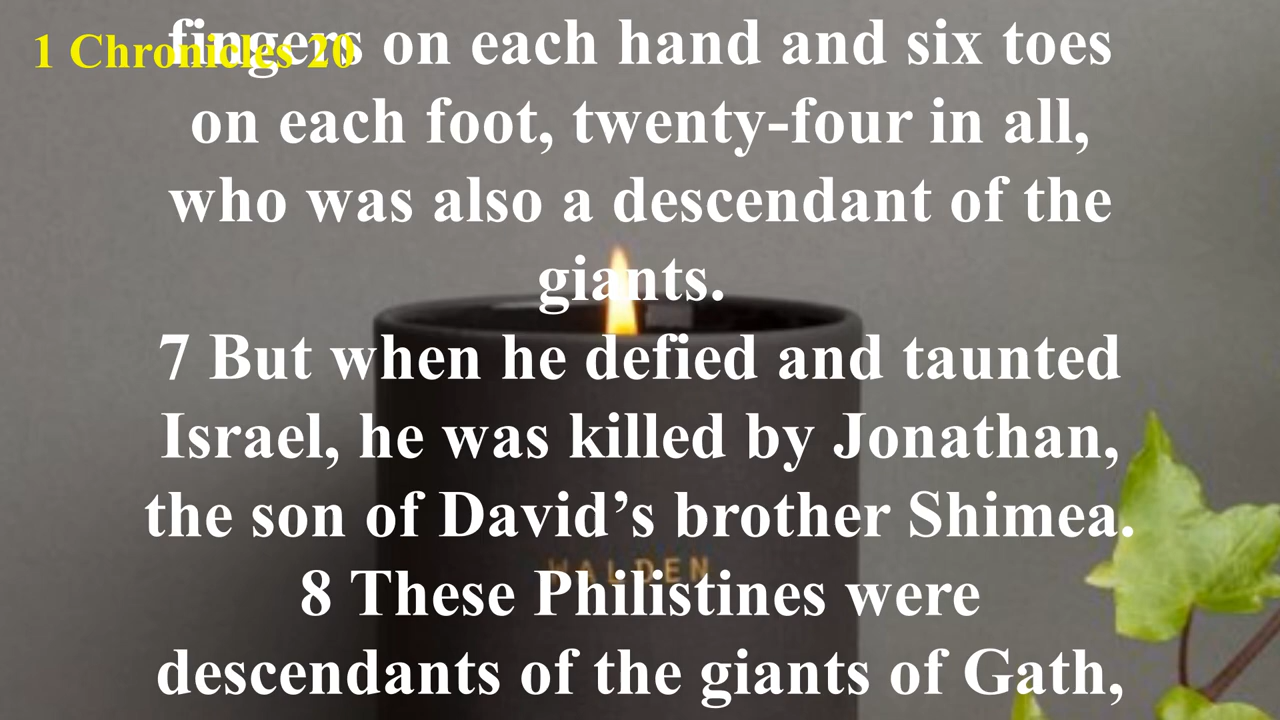 1 Chronicles 20
fingers on each hand and six toes
on each foot, twenty-four in all,
who was also a descendant of the
giants.
7 But when he defied and taunted
Israel, he was killed by Jonathan,
the son of David’s brother Shimea.
HALDEN
8 These Philistines were
descendants of the giants of Gath,